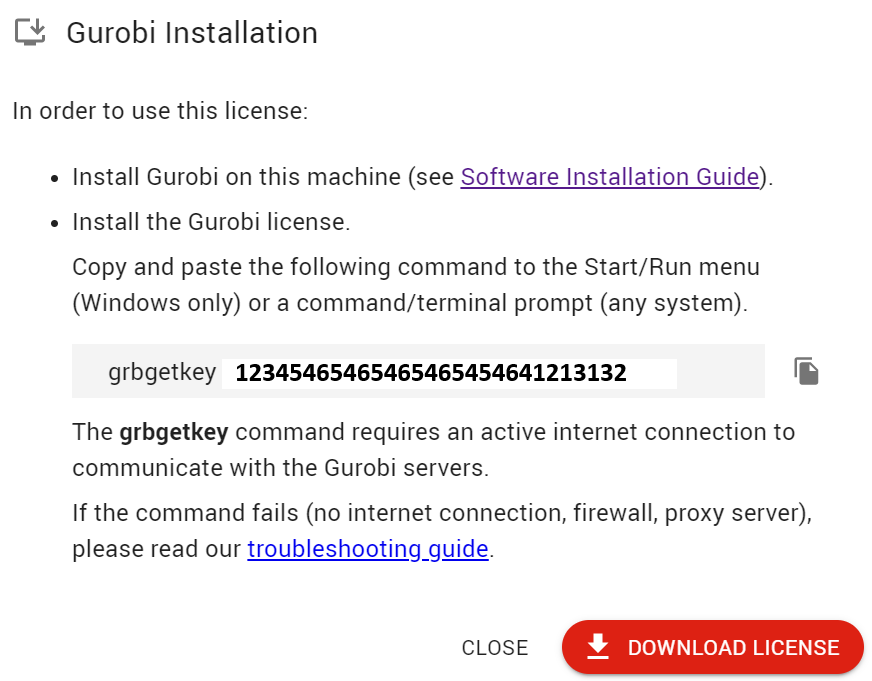 Gurobi Installation
In order to use this license:
• Install Gurobi on this machine (see Software Installation Guide).
• Install the Gurobi license.
Copy and paste the following command to the Start/Run menu
(Windows only) or a command/terminal prompt (any system).
grbgetkey 12345465465465465454641213132
The grbgetkey command requires an active internet connection to
communicate with the Gurobi servers.
If the command fails (no internet connection, firewall, proxy server),
please read our troubleshooting guide.
CLOSE DOWNLOAD LICENSE